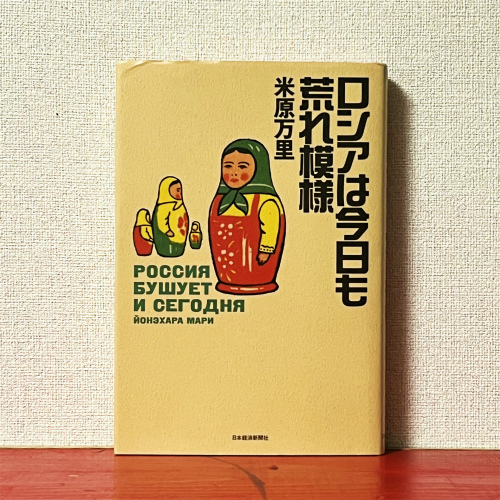 ロシアは今日も
荒れ模様
米原万里
РОССИЯ
БУШУЕТ
И СЕГОДНЯ
ЙОНЭХАРА МАРИ
日本経済新聞社